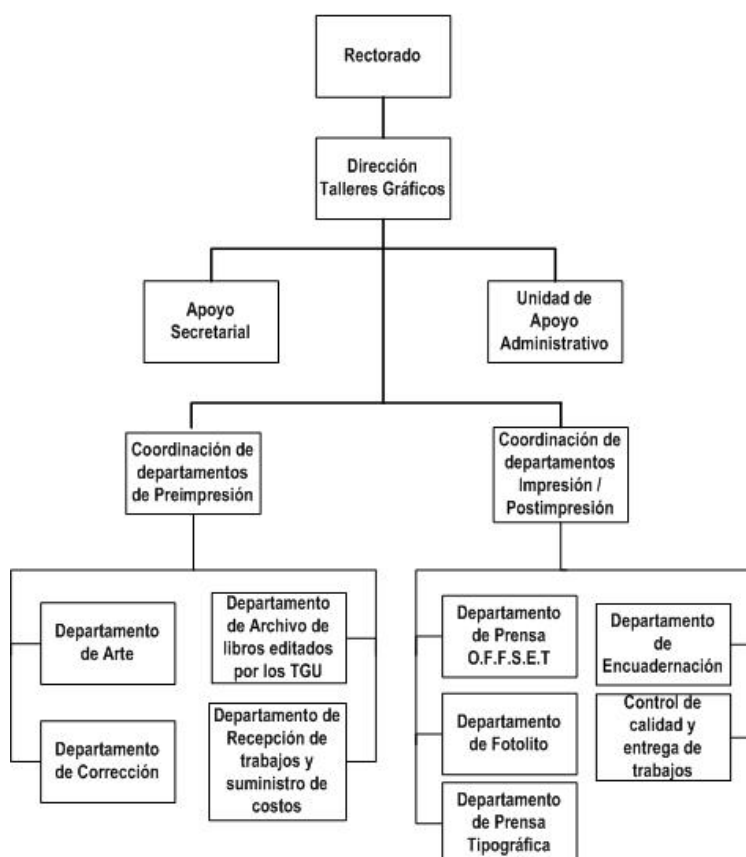 Rectorado
Dirección
Talleres Gráficos
Apoyo
Secretarial
Unidad de
Apoyo
Administrativo
Coordinación de
departamentos
de Preimpresión
Coordinación de
departamentos
Impresión /
Postimpresión
Departamento
de Arte
Departamento
de Archivo de
libros editados
por los TGU
Departamento
de Corrección
Departamento de
Recepción de
trabajos y
suministro de
costos
Departamento
de Prensa
O.F.F.S.E.T
Departamento
de
Encuadernación
Departamento
de Fotolito
Control de
calidad y
entrega de
trabajos
Departamento
de Prensa
Tipográfica